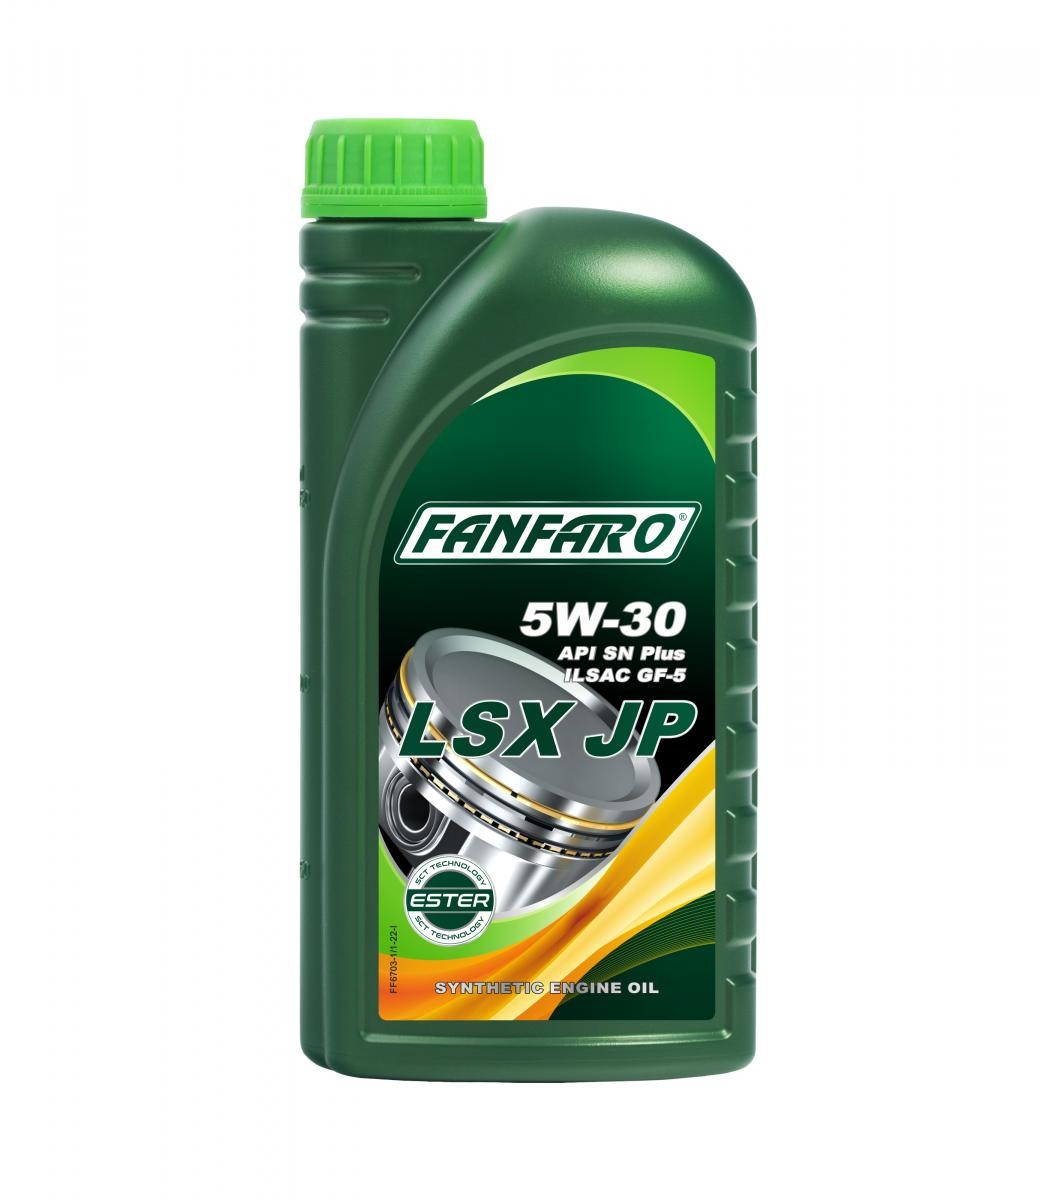 FANFARO®
5W-30
API SN Plus
ILSAC GF-5
LSX JP
SCT TECHNOLOGY
ESTER
SCT TECHNOLOGY
FF6703-1/1-22-I
SYNTHETIC ENGINE OIL